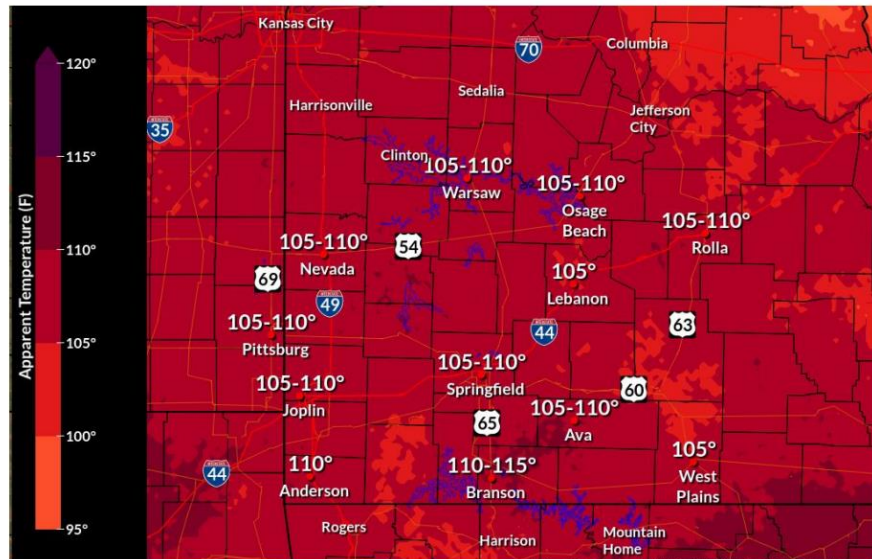 Apparent Temperature (F)
120°
115°
110°
105°
100°
95°
Kansas City
70
Columbia
Harrisonville
Sedalia
Jefferson
City
35
Clinton
105-110°
Warsaw
105-110°
Osage
Beach
105-110°
Rolla
105-110°
Nevada
54
69
105°
Lebanon
49
44
63
105-110°
Pittsburg
105-110°
Springfield
105-110°
Joplin
60
65
105-110°
Ava
44
110°
Anderson
110-115°
Branson
105°
West
Plains
Rogers
Harrison
Mountain
Home